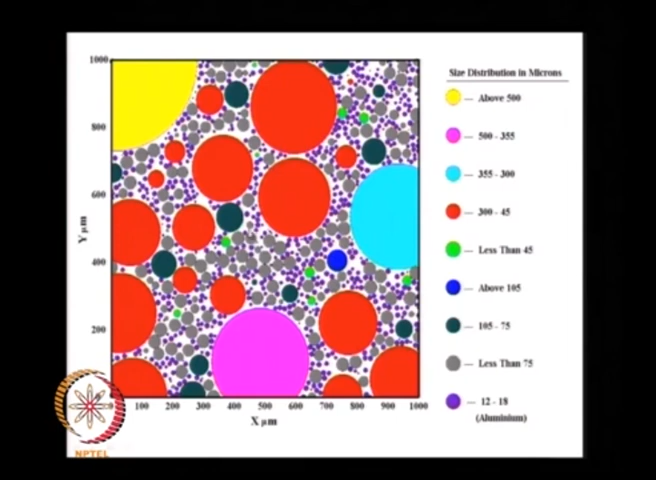 Size Distribution in Microns
Above 500
500 - 355
355 - 300
300 - 45
Less Than 45
Above 105
105 - 75
Less Than 75
12 - 18
(Aluminium)
1000
800
600
400
200
Y μm
100 200 300 400 500 600 700 800 900 1000
X μm
NPTEL